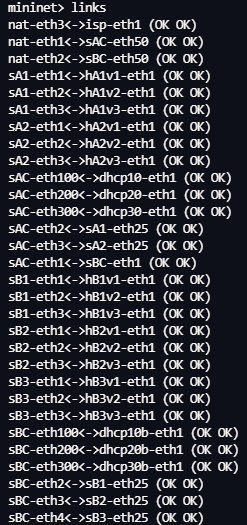 mininet> links
nat-eth3<->isp-eth1 (OK OK)
nat-eth1<->sAC-eth50 (OK OK)
nat-eth2<->sBC-eth50 (OK OK)
sA1-eth1<->hA1v1-eth1 (OK OK)
sA1-eth2<->hA1v2-eth1 (OK OK)
sA1-eth3<->hA1v3-eth1 (OK OK)
sA2-eth1<->hA2v1-eth1 (OK OK)
sA2-eth2<->hA2v2-eth1 (OK OK)
sA2-eth3<->hA2v3-eth1 (OK OK)
sAC-eth100<->dhcp10-eth1 (OK OK)
sAC-eth200<->dhcp20-eth1 (OK OK)
sAC-eth300<->dhcp30-eth1 (OK OK)
sAC-eth2<->sA1-eth25 (OK OK)
sAC-eth3<->sA2-eth25 (OK OK)
sAC-eth1<->sBC-eth1 (OK OK)
sB1-eth1<->hB1v1-eth1 (OK OK)
sB1-eth2<->hB1v2-eth1 (OK OK)
sB1-eth3<->hB1v3-eth1 (OK OK)
sB2-eth1<->hB2v1-eth1 (OK OK)
sB2-eth2<->hB2v2-eth1 (OK OK)
sB2-eth3<->hB2v3-eth1 (OK OK)
sB3-eth1<->hB3v1-eth1 (OK OK)
sB3-eth2<->hB3v2-eth1 (OK OK)
sB3-eth3<->hB3v3-eth1 (OK OK)
sBC-eth100<->dhcp10b-eth1 (OK OK)
sBC-eth200<->dhcp20b-eth1 (OK OK)
sBC-eth300<->dhcp30b-eth1 (OK OK)
sBC-eth2<->sB1-eth25 (OK OK)
sBC-eth3<->sB2-eth25 (OK OK)
sBC-eth4<->sB3-eth25 (OK OK)